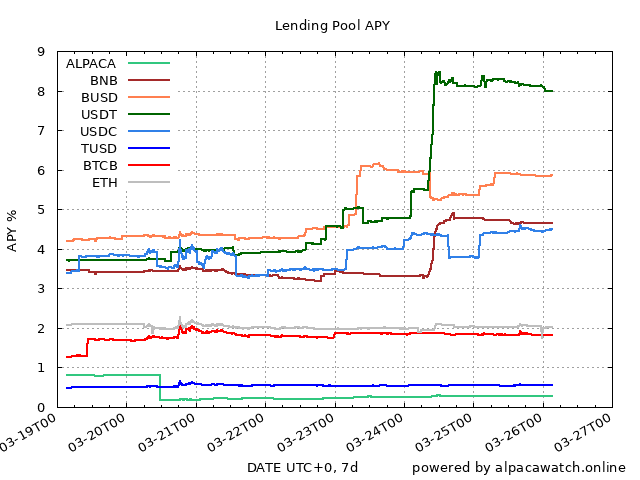 Lending Pool APY
9
8
7
6
5
4
3
2
1
0
APY %
ALPACA
BNB
BUSD
USDT
USDC
TUSD
BTCB
ETH
03-19T00
03-20T00
03-21T00
03-22T00
03-23T00
03-24T00
03-25T00
03-26T00
03-27T00
DATE UTC+0, 7d
powered by alpacawatch.online